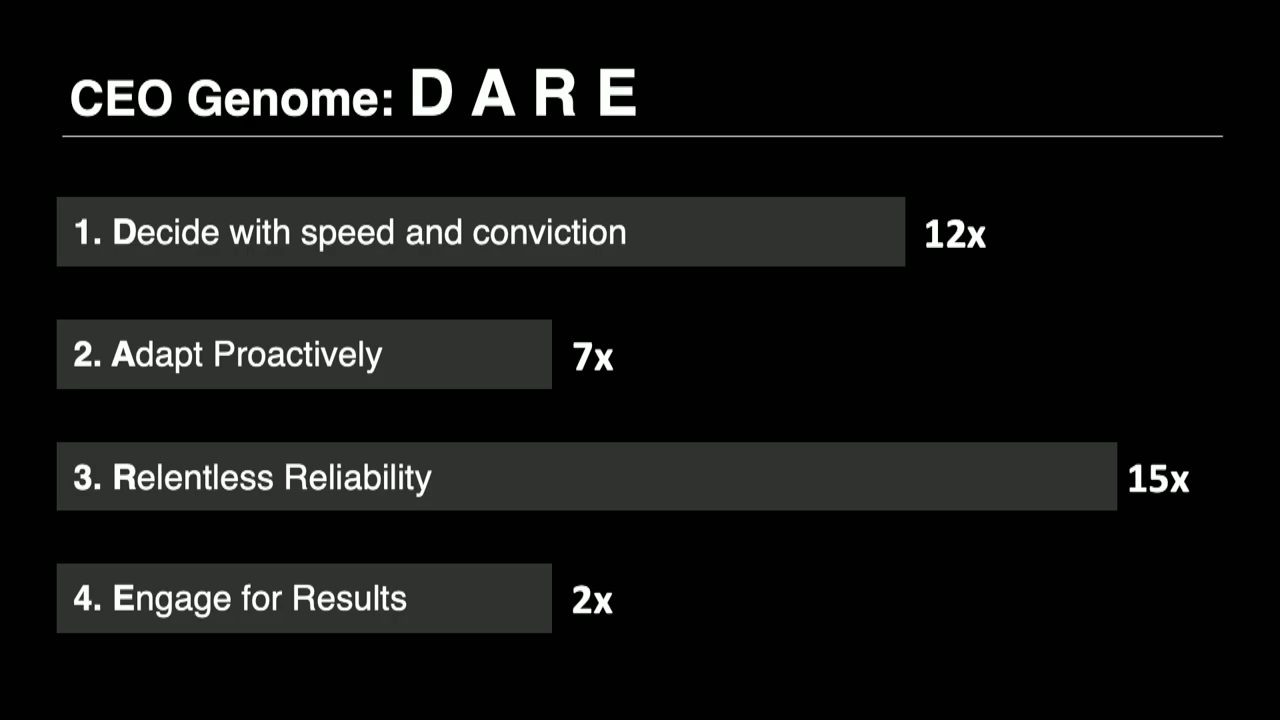 CEO Genome: D A R E
1. Decide with speed and conviction 12x
2. Adapt Proactively 7x
3. Relentless Reliability 15x
4. Engage for Results 2x